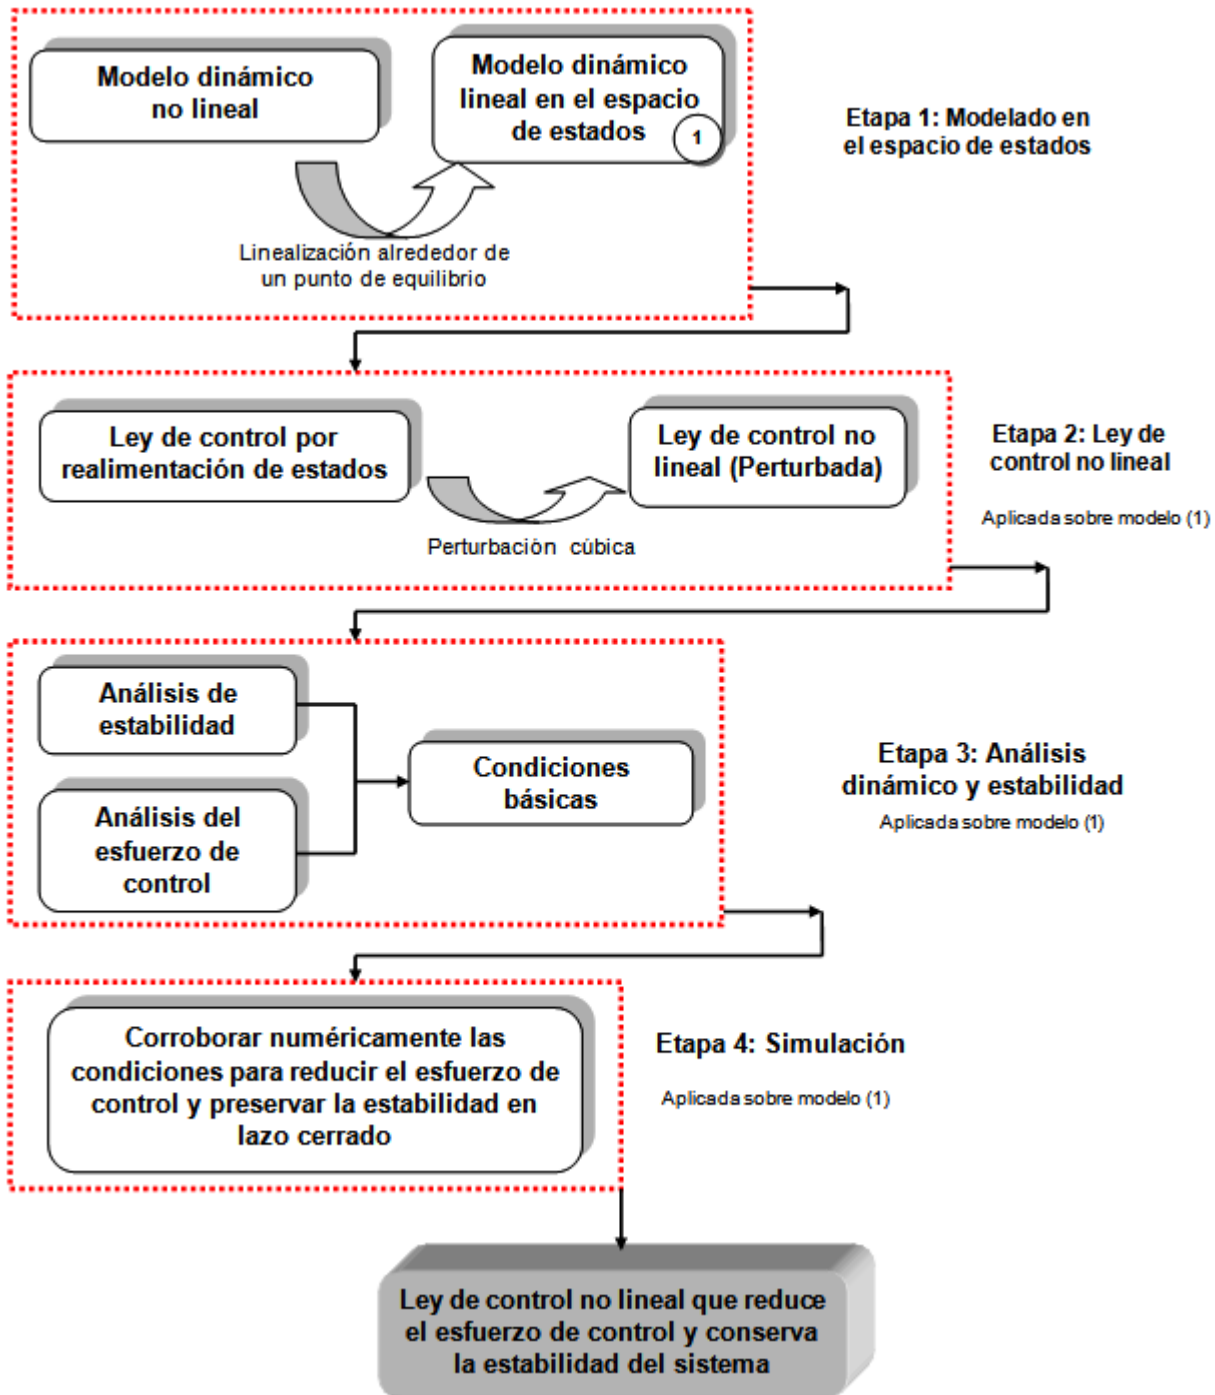 Modelo dinámico
no lineal
Modelo dinámico
lineal en el espacio
de estados
1
Linealización alrededor de
un punto de equilibrio
Etapa 1: Modelado en
el espacio de estados
Ley de control por
realimentación de estados
Ley de control no
lineal (Perturbada)
Perturbación cúbica
Etapa 2: Ley de
control no lineal
Aplicada sobre modelo (1)
Análisis de
estabilidad
Análisis del
esfuerzo de
control
Condiciones
básicas
Etapa 3: Análisis
dinámico y estabilidad
Aplicada sobre modelo (1)
Corroborar numéricamente las
condiciones para reducir el esfuerzo de
control y preservar la estabilidad en
lazo cerrado
Etapa 4: Simulación
Aplicada sobre modelo (1)
Ley de control no lineal que reduce
el esfuerzo de control y conserva
la estabilidad del sistema